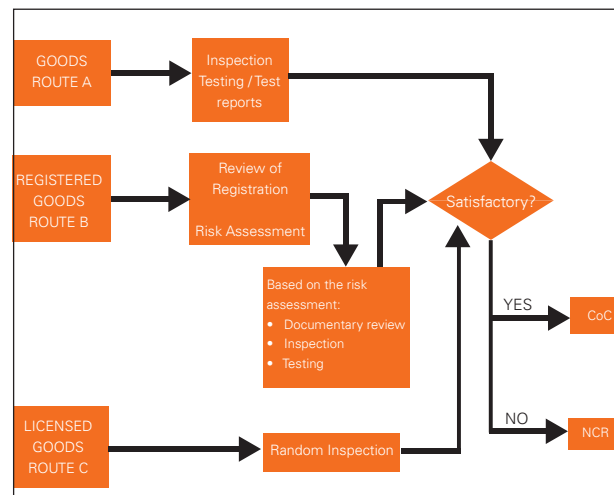 GOODS
ROUTE A
Inspection
Testing / Test
reports
REGISTERED
GOODS
ROUTE B
Review of
Registration
Risk Assessment
Satisfactory?
Based on the risk
assessment:
• Documentary review
• Inspection
• Testing
YES
CoC
LICENSED
GOODS
ROUTE C
Random Inspection
NO
NCR